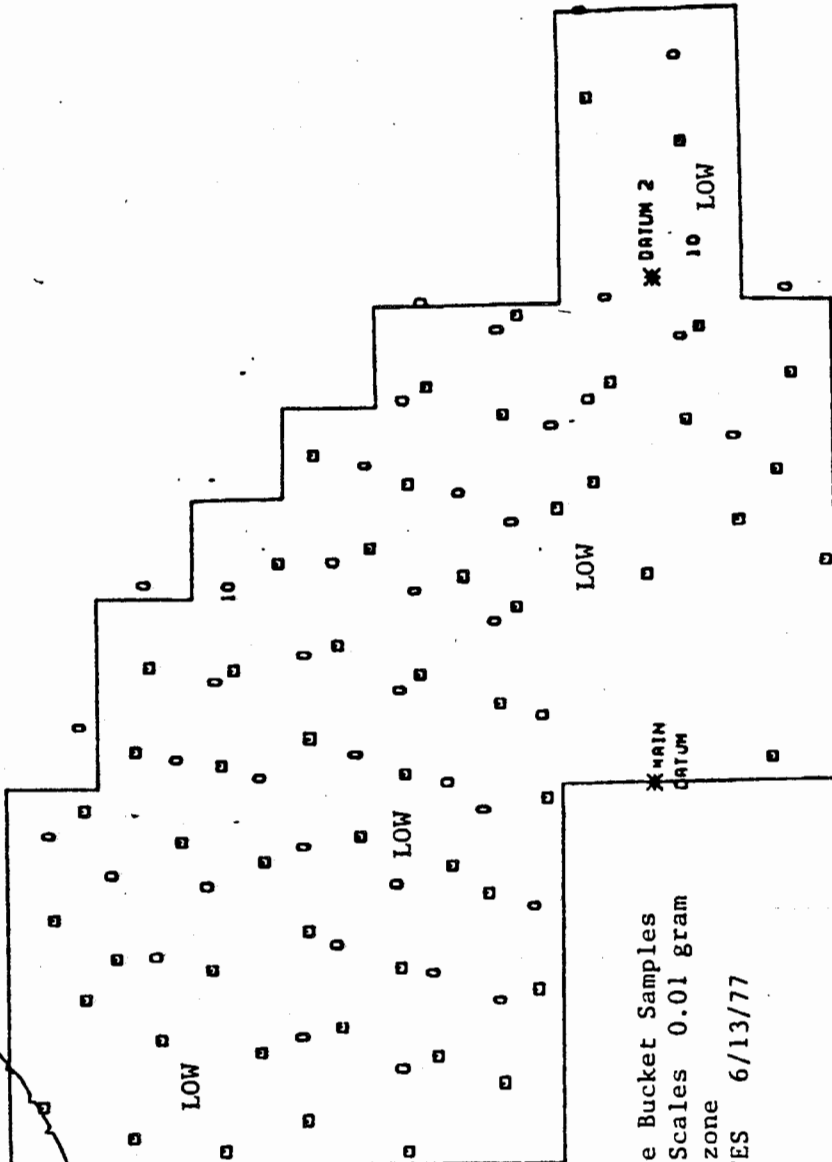 DATUM 2
10
LOW
10
LOW
MAIN
DATUM
LOW
LOW
e Bucket Samples
Scales 0.01 gram
zone
ES 6/13/77